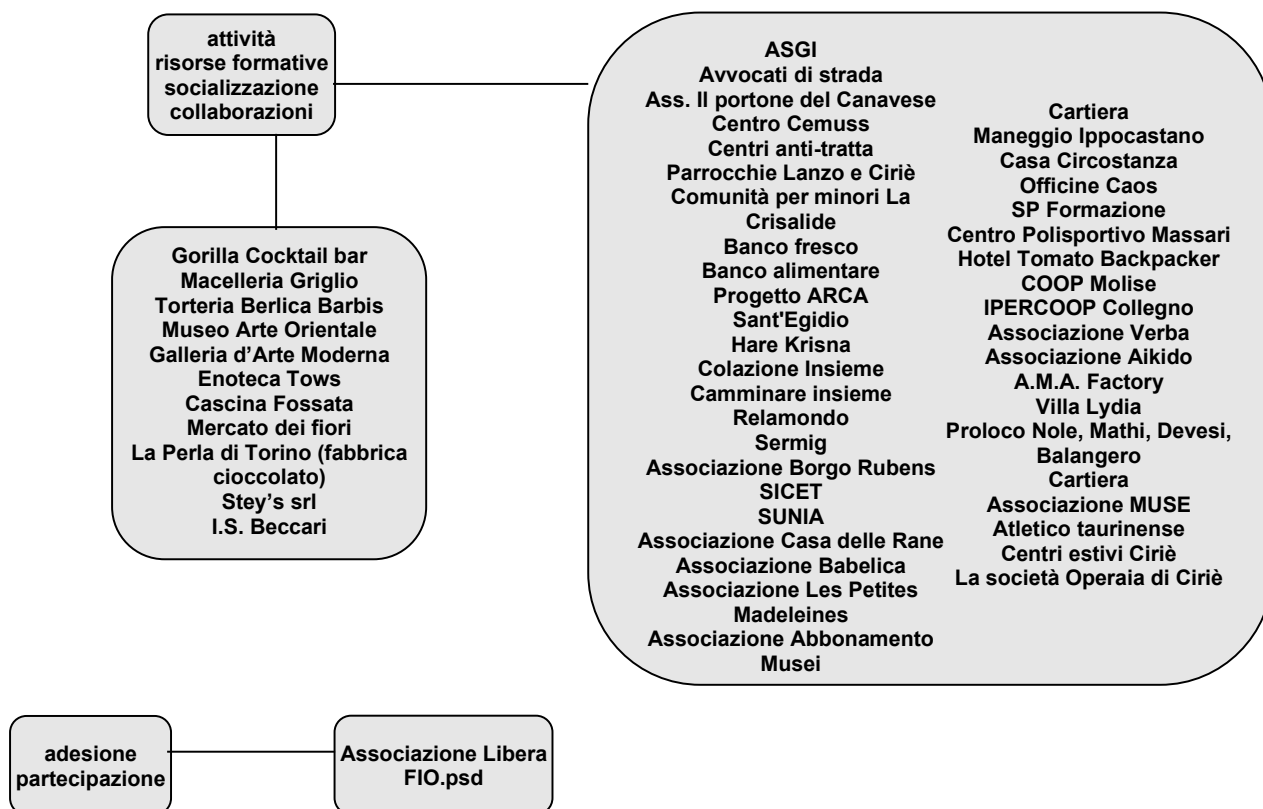 attività
risorse formative
socializzazione
collaborazioni
Gorilla Cocktail bar
Macelleria Griglio
Torteria Berlica Barbis
Museo Arte Orientale
Galleria d'Arte Moderna
Enoteca Tows
Cascina Fossata
Mercato dei fiori
La Perla di Torino (fabbrica
cioccolato)
Stey's srl
I.S. Beccari
ASGI
Avvocati di strada
Ass. Il portone del Canavese
Centro Cemuss
Centri anti-tratta
Parrocchie Lanzo e Ciriè
Comunità per minori La
Crisalide
Banco fresco
Banco alimentare
Progetto ARCA
Sant'Egidio
Hare Krisna
Colazione Insieme
Camminare insieme
Relamondo
Sermig
Associazione Borgo Rubens
SICET
SUNIA
Associazione Casa delle Rane
Associazione Babelica
Associazione Les Petites
Madeleines
Associazione Abbonamento
Musei
Cartiera
Maneggio Ippocastano
Casa Circostanza
Officine Caos
SP Formazione
Centro Polisportivo Massari
Hotel Tomato Backpacker
COOP Molise
IPERCOOP Collegno
Associazione Verba
Associazione Aikido
A.M.A. Factory
Villa Lydia
Proloco Nole, Mathi, Devesi,
Balangero
Cartiera
Associazione MUSE
Atletico taurinense
Centri estivi Ciriè
La società Operaia di Ciriè
adesione
partecipazione
Associazione Libera
FIO.psd